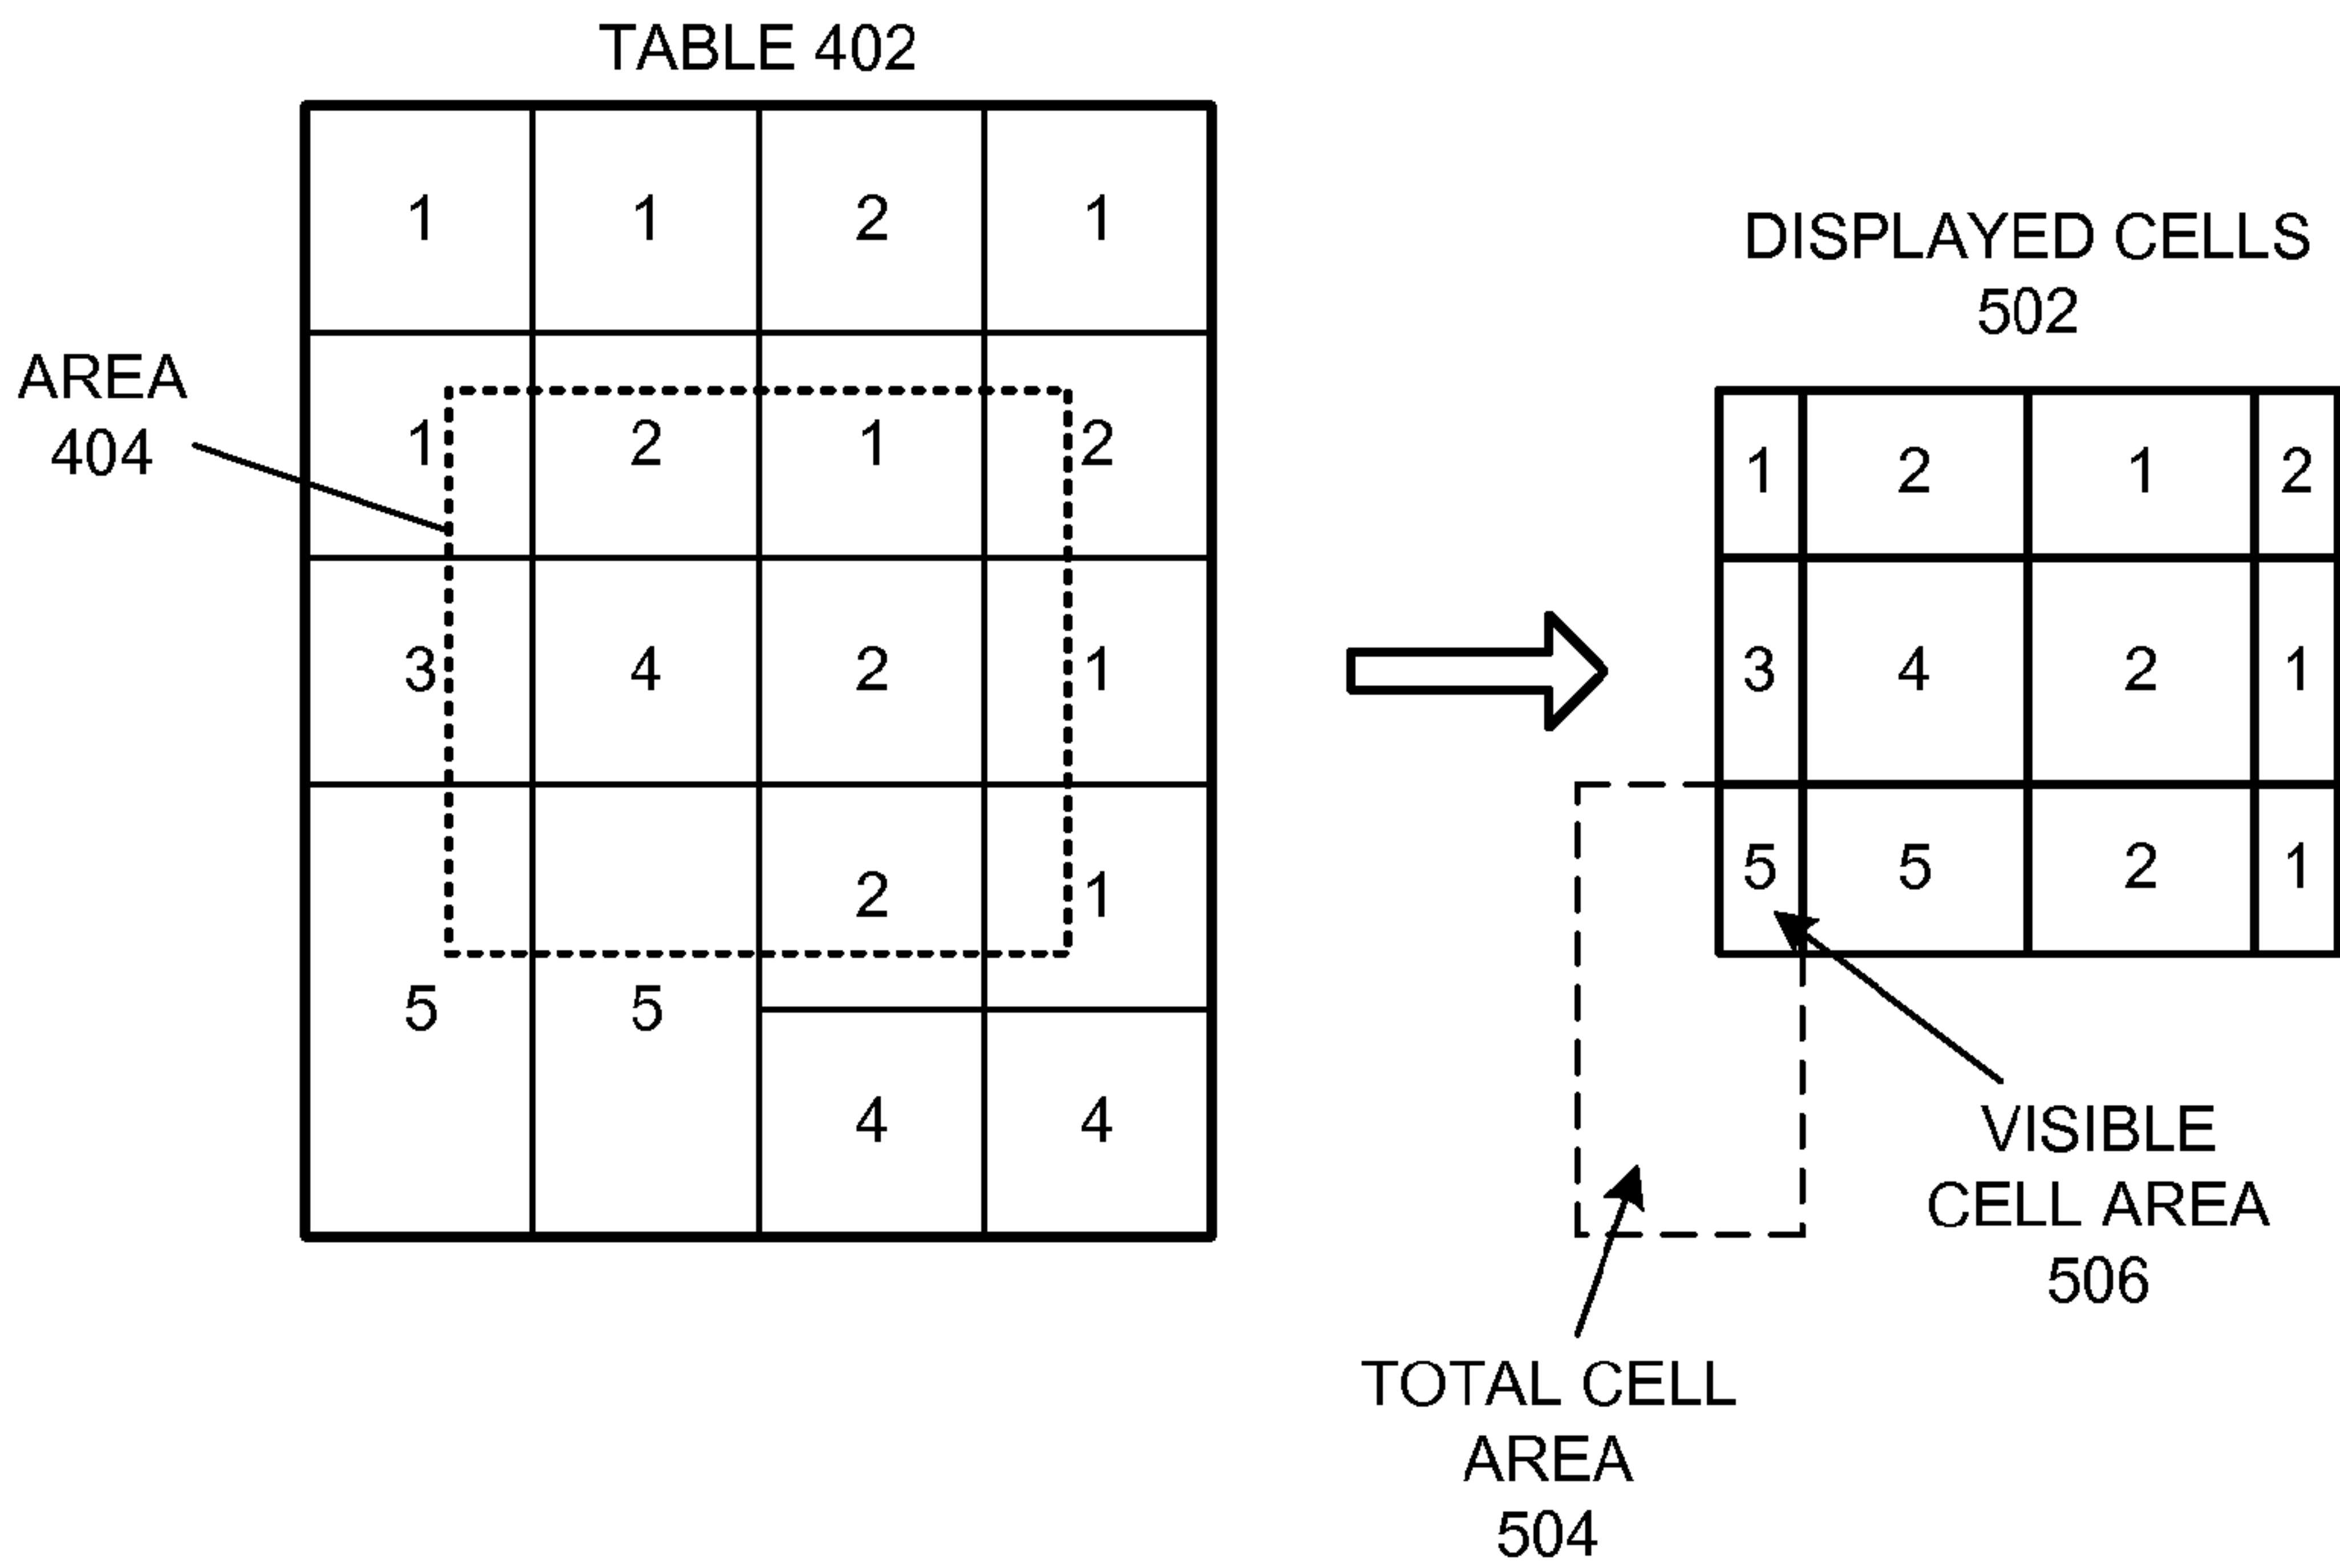 TABLE 402
1 1 2 1
AREA
404
1 2 1 2
3 4 2 1
2 1
5 5
4 4
DISPLAYED CELLS
502
1 2 1 2
3 4 2 1
5 5 2 1
VISIBLE
CELL AREA
506
TOTAL CELL
AREA
504